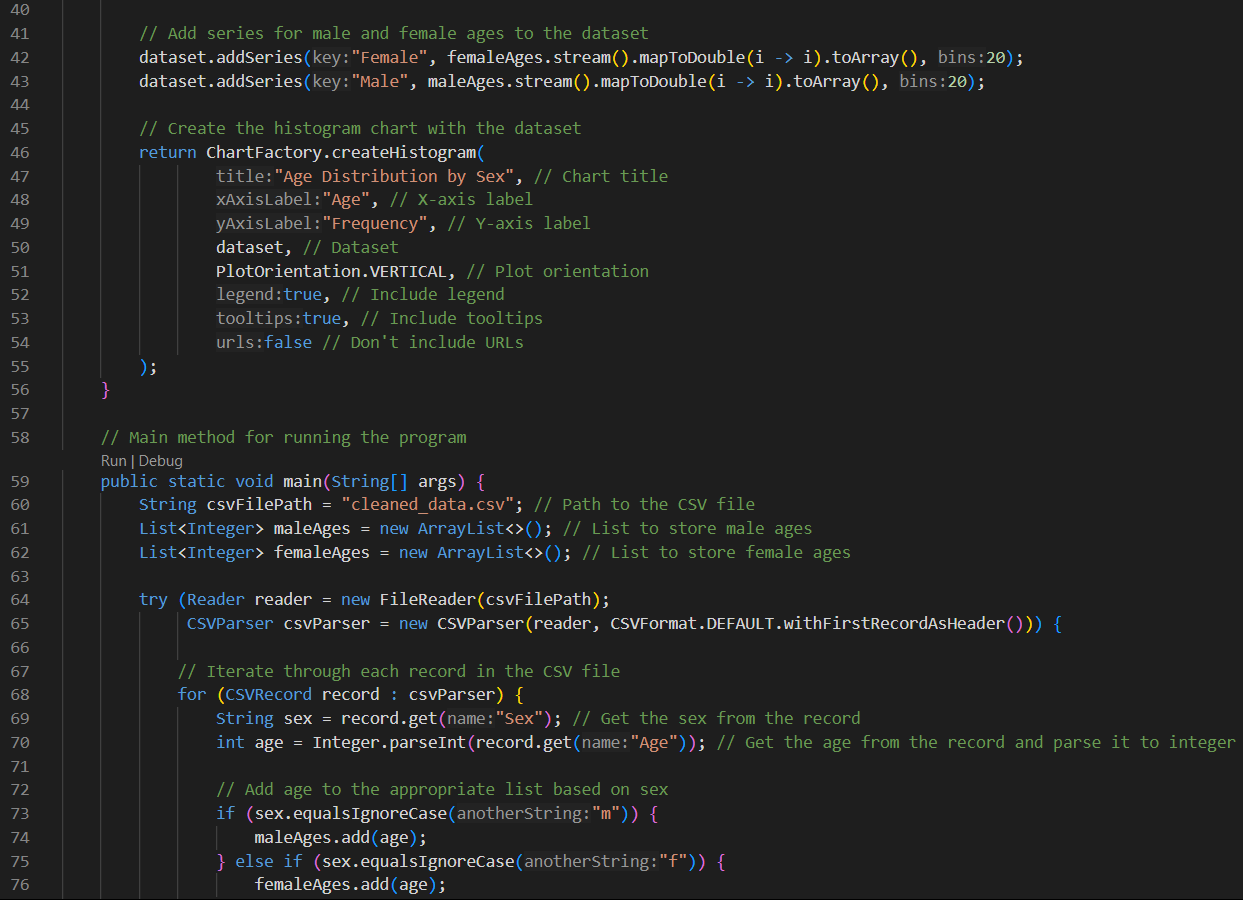 40
41 // Add series for male and female ages to the dataset
42 dataset.addSeries(key:"Female", femaleAges.stream().mapToDouble(i -> i).toArray(), bins:20);
43 dataset.addSeries(key:"Male", maleAges.stream().mapToDouble(i -> i).toArray(), bins:20);
44
45 // Create the histogram chart with the dataset
46 return ChartFactory.createHistogram(
47 title:"Age Distribution by Sex", // Chart title
48 xAxisLabel:"Age", // X-axis label
49 yAxisLabel:"Frequency", // Y-axis label
50 dataset, // Dataset
51 PlotOrientation.VERTICAL, // Plot orientation
52 legend:true, // Include legend
53 tooltips:true, // Include tooltips
54 urls:false // Don't include URLs
55 );
56 }
57
58 // Main method for running the program
Run | Debug
59 public static void main(String[] args) {
60 String csvFilePath = "cleaned_data.csv"; // Path to the CSV file
61 List<Integer> maleAges = new ArrayList<>(); // List to store male ages
62 List<Integer> femaleAges = new ArrayList<>(); // List to store female ages
63
64 try (Reader reader = new FileReader(csvFilePath);
65 CSVParser csvParser = new CSVParser(reader, CSVFormat.DEFAULT.withFirstRecordAsHeader())) {
66
67 // Iterate through each record in the CSV file
68 for (CSVRecord record : csvParser) {
69 String sex = record.get(name:"Sex"); // Get the sex from the record
70 int age = Integer.parseInt(record.get(name:"Age")); // Get the age from the record and parse it to integer
71
72 // Add age to the appropriate list based on sex
73 if (sex.equalsIgnoreCase(anotherString:"m")) {
74 maleAges.add(age);
75 } else if (sex.equalsIgnoreCase(anotherString:"f")) {
76 femaleAges.add(age);